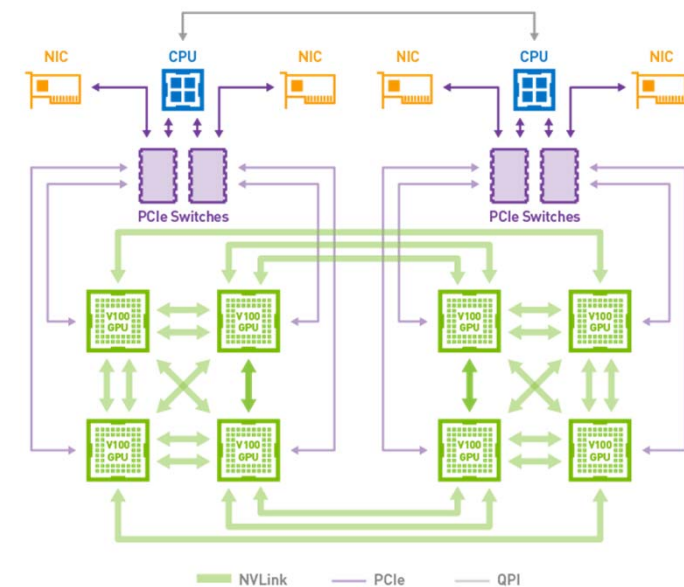 NIC
CPU
NIC
NIC
CPU
NIC
PCIe Switches
PCIe Switches
V100
GPU
V100
GPU
V100
GPU
V100
GPU
V100
GPU
V100
GPU
V100
GPU
V100
GPU
NVLink
PCIe
QPI